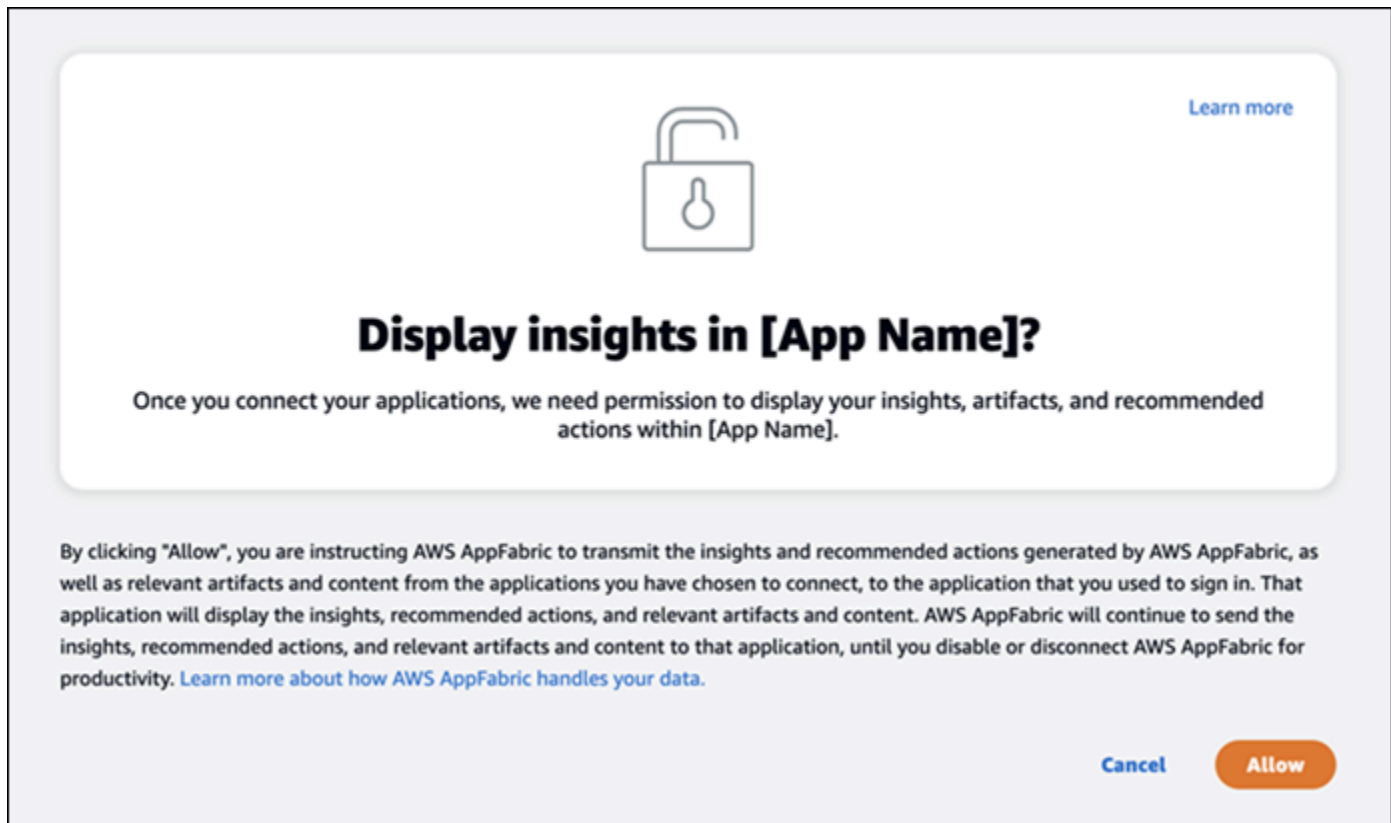 Learn more
Display insights in [App Name]?
Once you connect your applications, we need permission to display your insights, artifacts, and recommended
actions within [App Name].
By clicking "Allow", you are instructing AWS AppFabric to transmit the insights and recommended actions generated by AWS AppFabric, as
well as relevant artifacts and content from the applications you have chosen to connect, to the application that you used to sign in. That
application will display the insights, recommended actions, and relevant artifacts and content. AWS AppFabric will continue to send the
insights, recommended actions, and relevant artifacts and content to that application, until you disable or disconnect AWS AppFabric for
productivity. Learn more about how AWS AppFabric handles your data.
Cancel
Allow